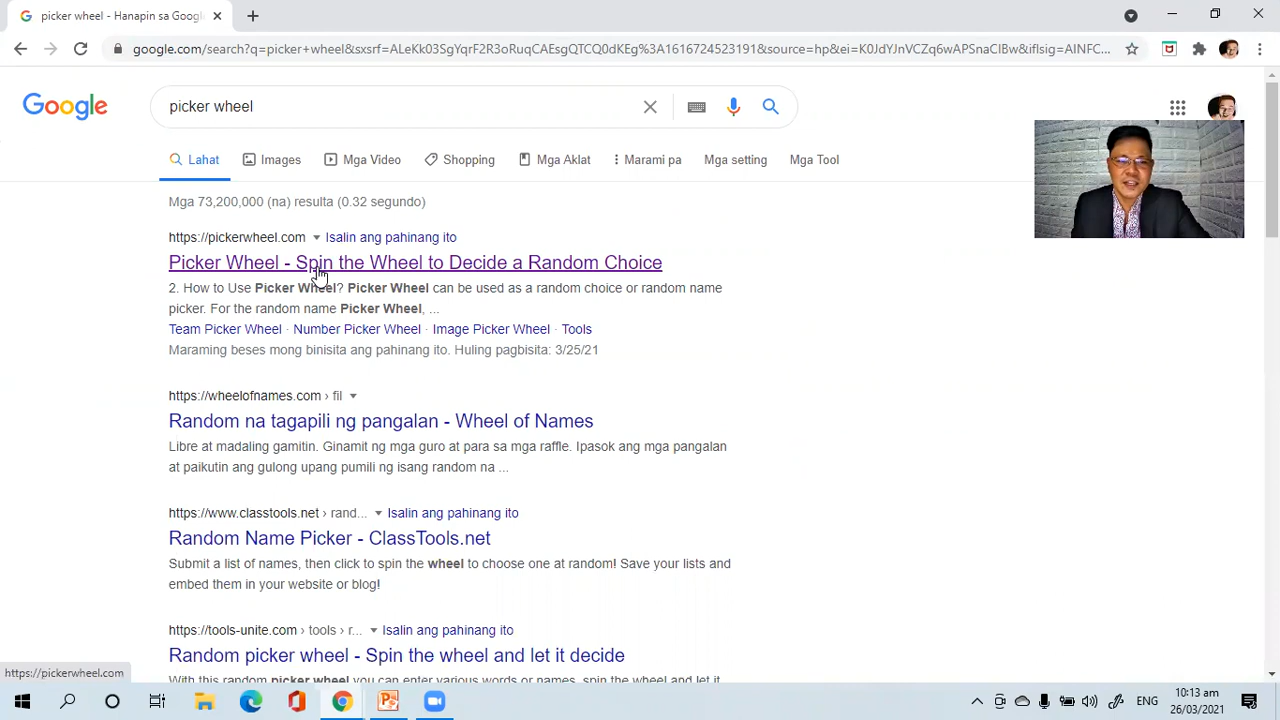 picker wheel - Hanapin sa Googl
google.com/search?q=picker+wheel&sxsrf=ALeKk03SgYdF2R3oRuqCAEsgQTCQ0dKEg%3A1616724523191&source=hp&ei=K0JdYJnVCZq6wAPSnaCIBw&iflsig=AINFC...
Google
picker wheel
Lahat
Images
Mga Video
Shopping
Mga Aklat
Marami pa
Mga setting
Mga Tool
Mga 73,200,000 (na) resulta (0.32 segundo)
https://pickerwheel.com Isalin ang pahinang ito
Picker Wheel - Spin the Wheel to Decide a Random Choice
2. How to Use Picker Wheel? Picker Wheel can be used as a random choice or random name
picker. For the random name Picker Wheel, ...
Team Picker Wheel · Number Picker Wheel · Image Picker Wheel · Tools
Maraming beses mong binisita ang pahinang ito. Huling pagbisita: 3/25/21
https://wheelofnames.com › fil
Random na tagapili ng pangalan - Wheel of Names
Libre at madaling gamitin. Ginamit ng mga guro at para sa mga raffle. Ipasok ang mga pangalan
at paikutin ang gulong upang pumili ng isang random na ...
https://www.classtools.net › rand... Isalin ang pahinang ito
Random Name Picker - ClassTools.net
Submit a list of names, then click to spin the wheel to choose one at random! Save your lists and
embed them in your website or blog!
https://tools-unite.com › tools › r... Isalin ang pahinang ito
Random picker wheel - Spin the wheel and let it decide
With this random picker wheel you can enter various words or names, spin the wheel and let it
https://pickerwheel.com
ENG
10:13 am
26/03/2021